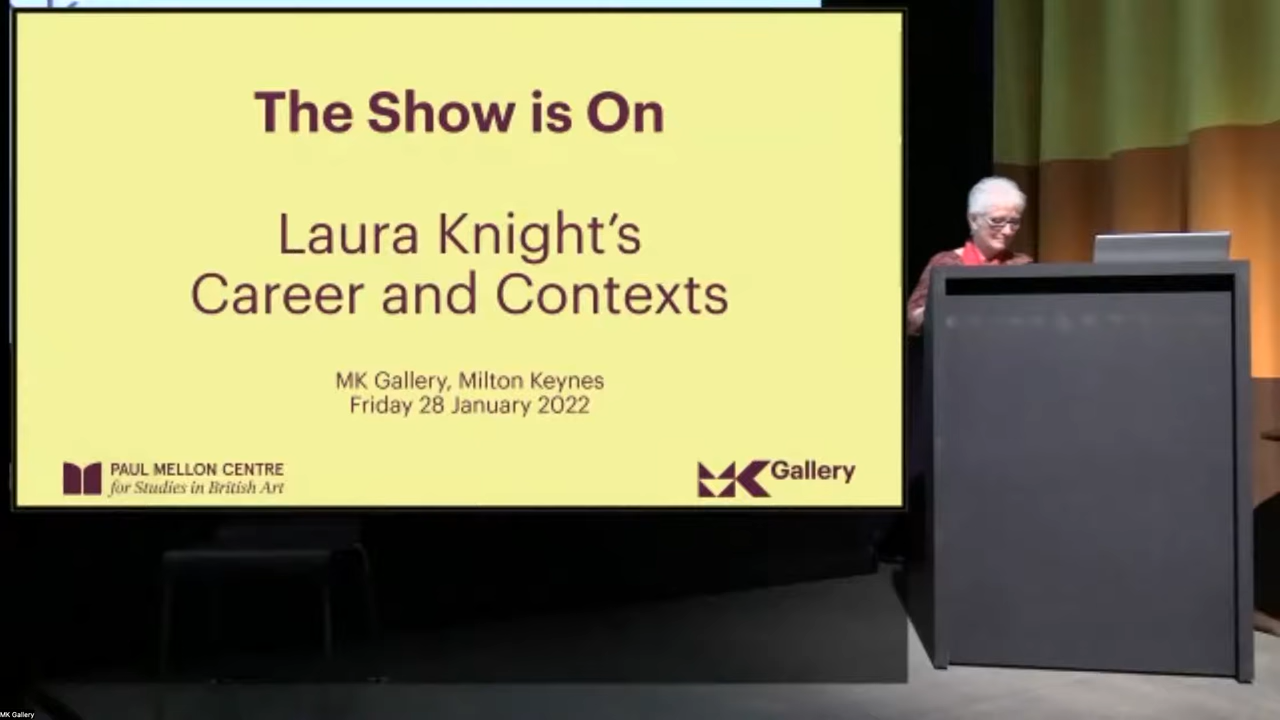 The Show is On
Laura Knight's
Career and Contexts
MK Gallery, Milton Keynes
Friday 28 January 2022
PAUL MELLON CENTRE
for Studies in British Art
MK Gallery
MK Gallery